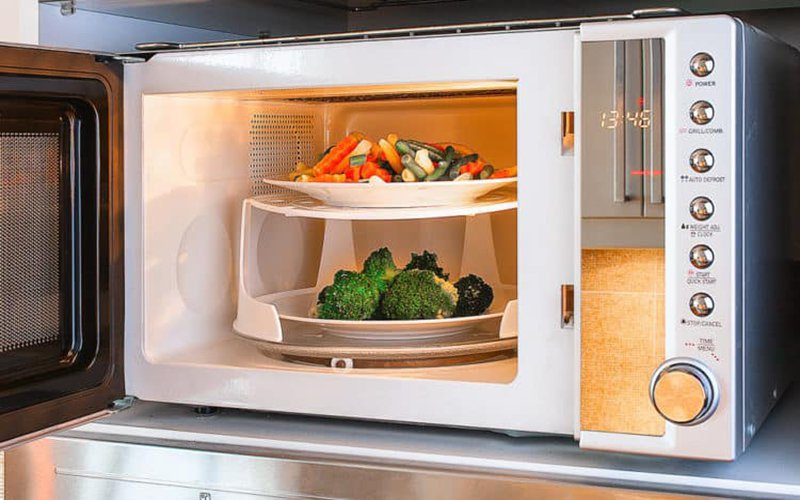 13:46
POWER
GRILL/COMB.
AUTO DEFROST
WEIGHT ADJ.
CLOCK
START
QUICK START
STOP/CANCEL
TIME
MENU